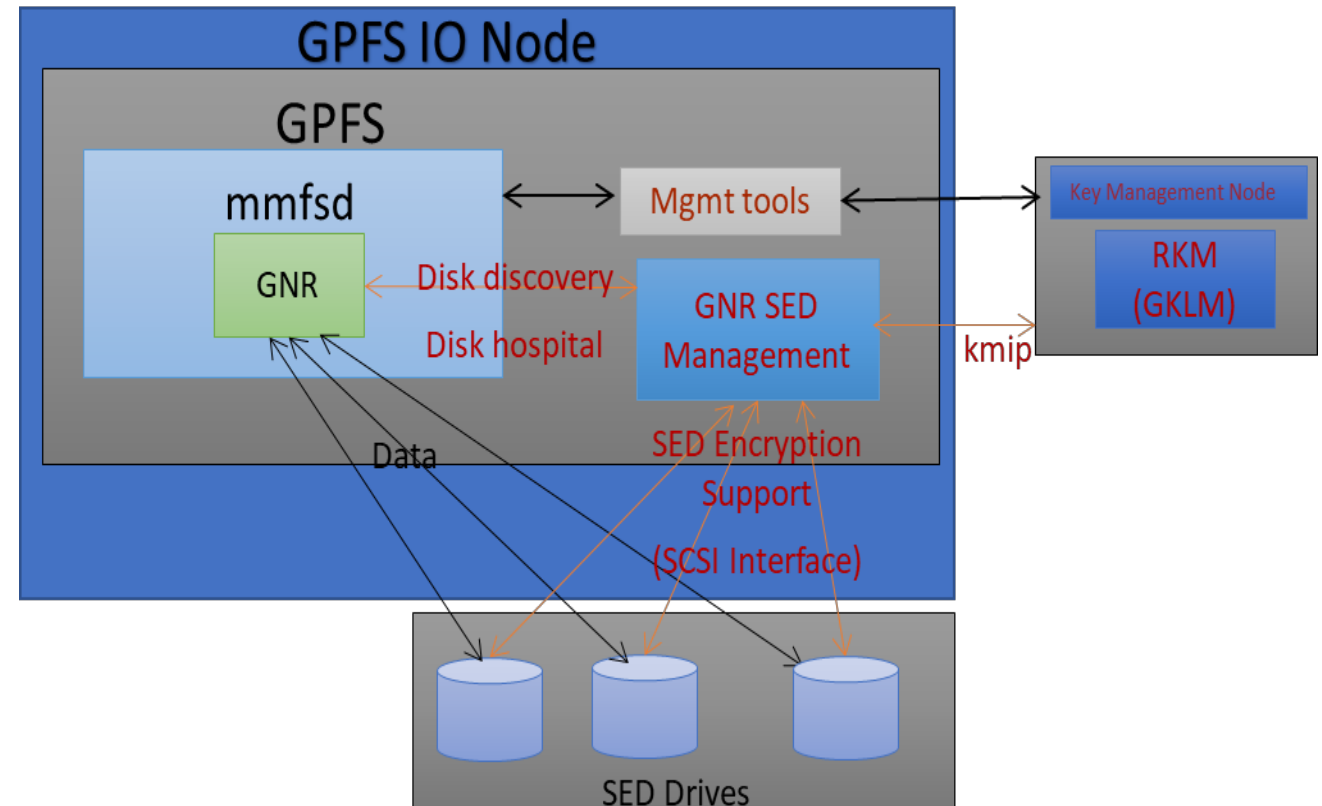 GPFS IO Node
GPFS
mmfsd
Mgmt tools
Key Management Node
GNR
Disk discovery
Disk hospital
GNR SED
Management
RKM
(GKLM)
kmip
Data
SED Encryption
Support
(SCSI Interface)
SED Drives